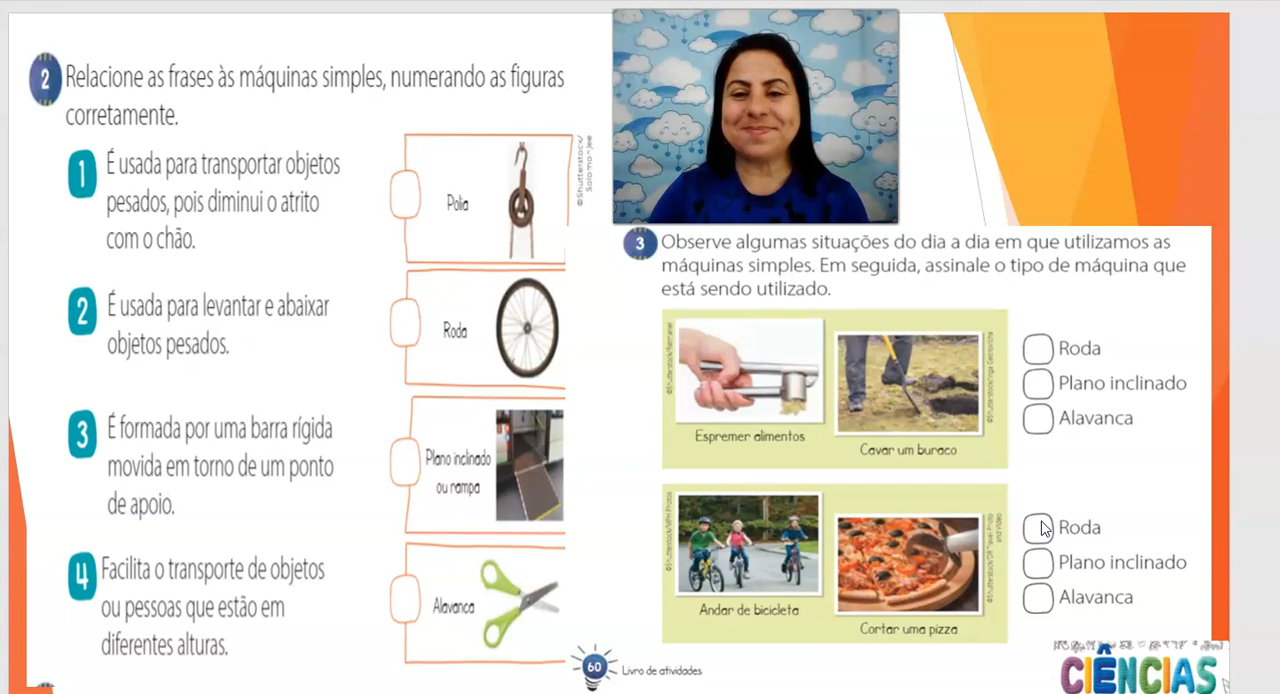 2 Relacione as frases às máquinas simples, numerando as figuras
corretamente.
1 É usada para transportar objetos
pesados, pois diminui o atrito
com o chão.
2 É usada para levantar e abaixar
objetos pesados.
3 É formada por uma barra rígida
movida em torno de um ponto
de apoio.
4 Facilita o transporte de objetos
ou pessoas que estão em
diferentes alturas.
Polia
©Shutterstock/
Roda
Plano inclinado
ou rampa
Alavanca
3 Observe algumas situações do dia a dia em que utilizamos as
máquinas simples. Em seguida, assinale o tipo de máquina que
está sendo utilizado.
Espremer alimentos
Cavar um buraco
Roda
Plano inclinado
Alavanca
Andar de bicicleta
Cortar uma pizza
Roda
Plano inclinado
Alavanca
60 Livro de atividades
CIÊNCIAS